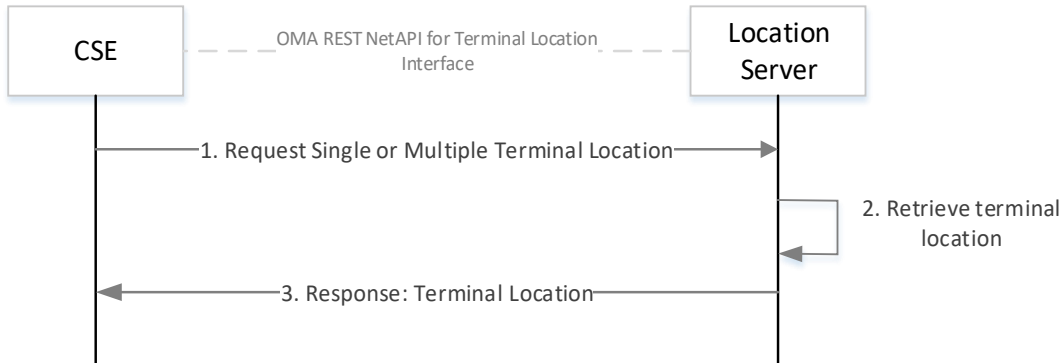 CSE
OMA REST NetAPI for Terminal Location
Interface
Location
Server
1. Request Single or Multiple Terminal Location
2. Retrieve terminal
location
3. Response: Terminal Location